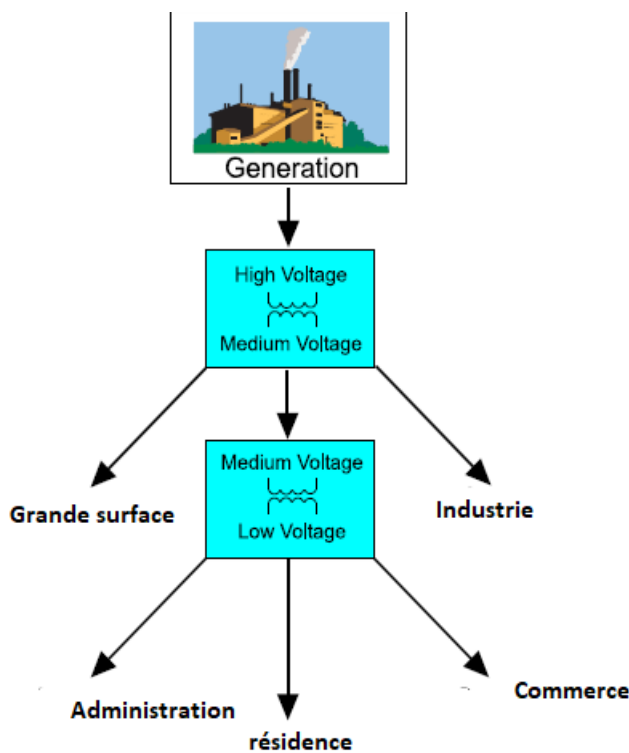 Generation
High Voltage
Medium Voltage
Grande surface
Medium Voltage
Low Voltage
Industrie
Administration
résidence
Commerce